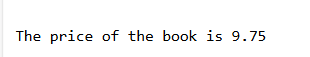 The price of the book is 9.75